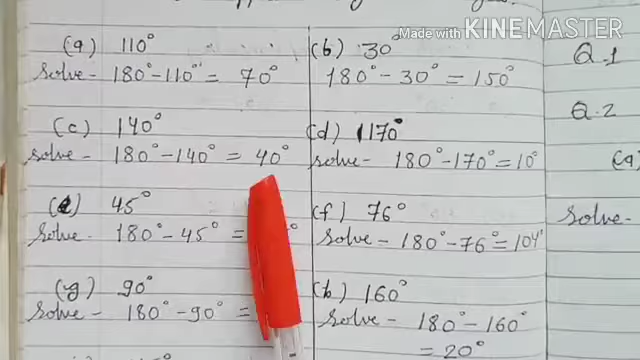 Made with KINEMASTER
(a) 110°
solve - 180° - 110° = 70°
(b) 30°
180° - 30° = 150°
(c) 140°
solve - 180° - 140° = 40°
(d) 170°
solve - 180° - 170° = 10°
(e) 45°
solve - 180° - 45° =
(f) 76°
solve - 180° - 76° = 104°
(g) 90°
solve - 180° - 90° =
(h) 160°
solve - 180° - 160°
= 20°
Q.1
Q.2
(a)
solve -